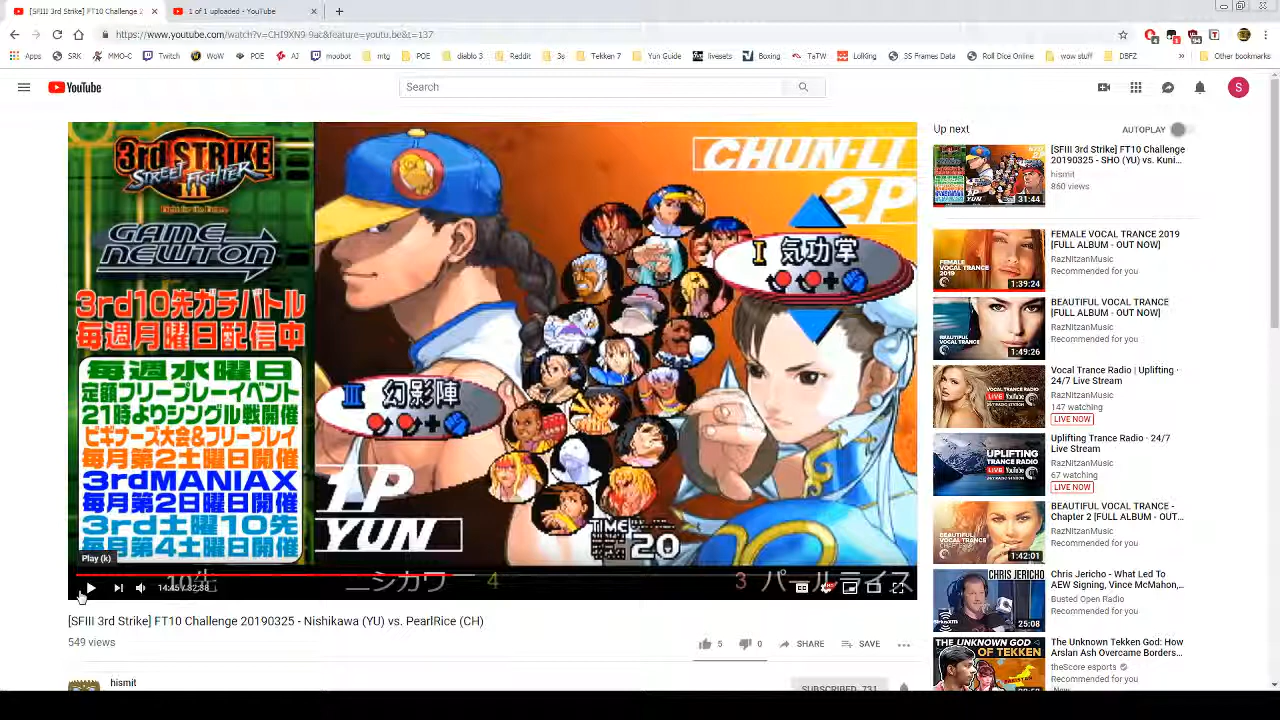 [SFIII 3rd Strike] FT10 Challenge 2
1 of 1 uploaded - YouTube
https://www.youtube.com/watch?v=CHI9XN9-9ac&feature=youtu.be&t=137
Apps SRK MMO-C Twitch WoW POE AJ moobot mtg POE diablo 3 Reddit 3s Tekken 7 Yun Guide livesets Boxing TaTW LolKing 3S Frames Data Roll Dice Online wow stuff DBFZ » Other bookmarks
YouTube
Search
S
3rd STRIKE
STREET FIGHTER III
Fight for the Future
GAME
NEWTON
3rd10先ガチバトル
毎週月曜日配信中
毎週水曜日
定額フリープレーイベント
21時よりシングル戦開催
ビギナーズ大会&フリープレイ
毎月第2土曜日開催
3rdMANIAX
毎月第2日曜日開催
3rd土曜10先
毎月第4土曜日開催
CHUN-LI
2P
I 気功掌
III 幻影陣
1P
YUN
TIME
20
Play (k)
10先 ニシカワ 4 3 パールライス
14:45 / 32:38
[SFIII 3rd Strike] FT10 Challenge 20190325 - Nishikawa (YU) vs. PearlRice (CH)
549 views
5 0 SHARE SAVE
hismit
SUBSCRIBED 731
Up next
AUTOPLAY
[SFIII 3rd Strike] FT10 Challenge
20190325 - SHO (YU) vs. Kuni...
hismit
860 views
31:44
FEMALE VOCAL TRANCE 2019
[FULL ALBUM - OUT NOW]
RazNitzanMusic
Recommended for you
1:39:24
BEAUTIFUL VOCAL TRANCE
[FULL ALBUM - OUT NOW]
RazNitzanMusic
Recommended for you
1:49:26
Vocal Trance Radio | Uplifting ·
24/7 Live Stream
RazNitzanMusic
147 watching
LIVE NOW
Uplifting Trance Radio · 24/7
Live Stream
RazNitzanMusic
67 watching
LIVE NOW
BEAUTIFUL VOCAL TRANCE -
Chapter 2 [FULL ALBUM - OUT...
RazNitzanMusic
Recommended for you
1:42:01
CHRIS JERICHO
Chris Jericho - What Led To
AEW Signing, Vince McMahon,...
Busted Open Radio
Recommended for you
25:08
THE UNKNOWN GOD
OF TEKKEN
The Unknown Tekken God: How
Arslan Ash Overcame Borders...
theScore esports
Recommended for you